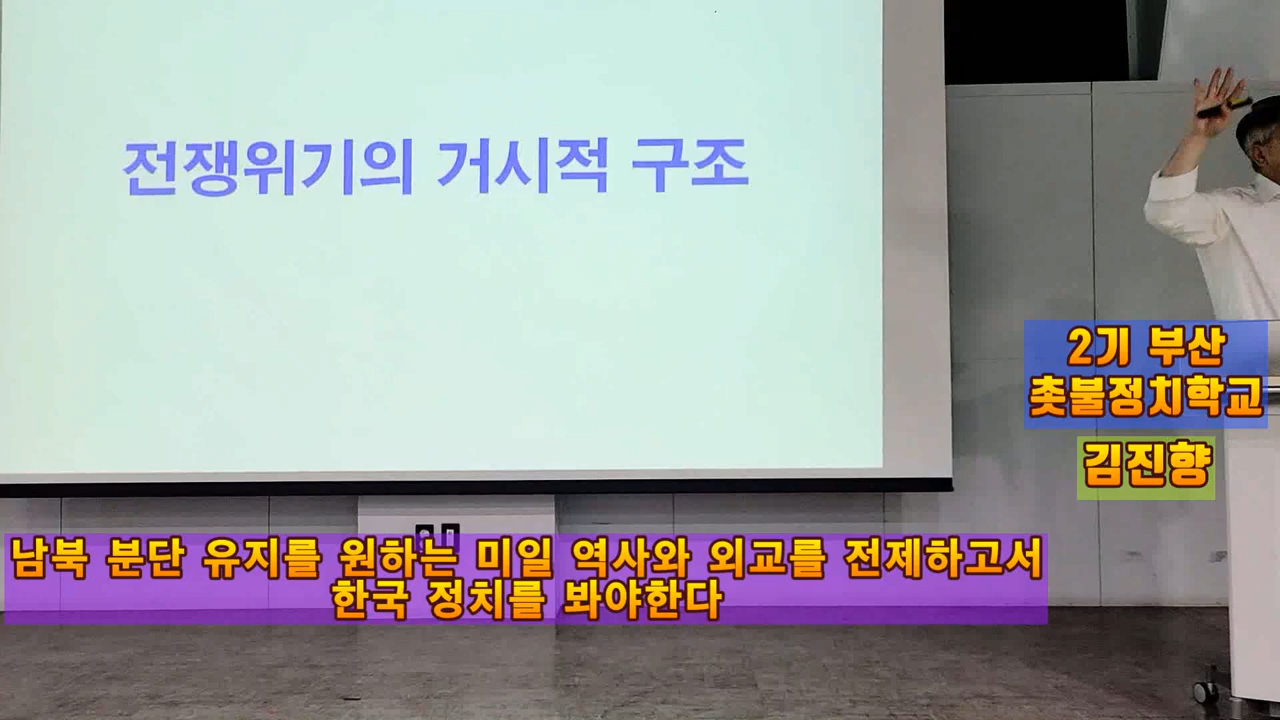 전쟁위기의 거시적 구조
2기 부산
촛불정치학교
김진향
남북 분단 유지를 원하는 미일 역사와 외교를 전제하고서
한국 정치를 봐야한다